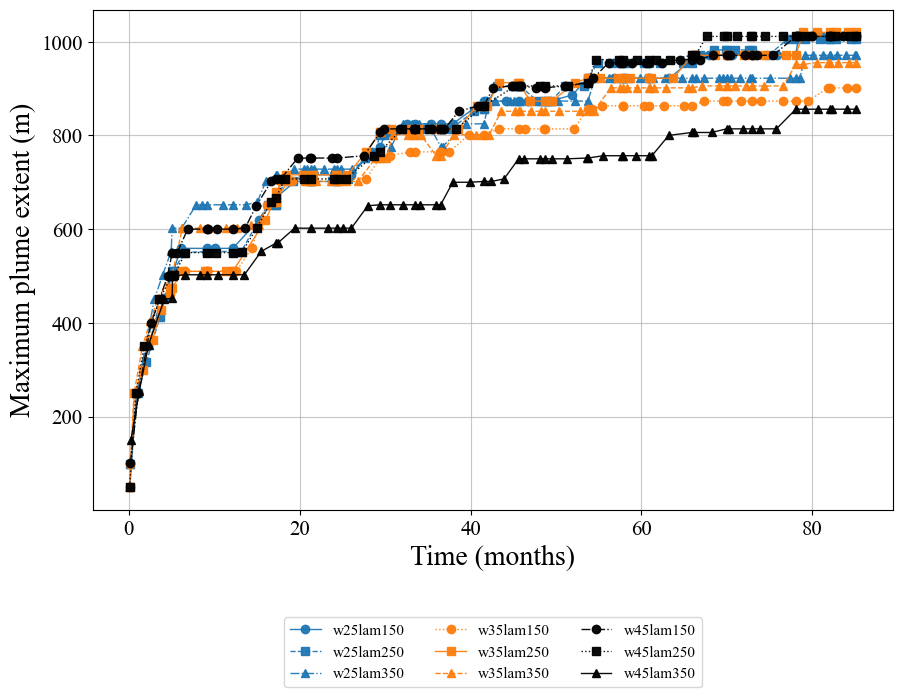 1000
800
600
400
200
Maximum plume extent (m)
0 20 40 60 80
Time (months)
w25lam150 w35lam150 w45lam150
w25lam250 w35lam250 w45lam250
w25lam350 w35lam350 w45lam350